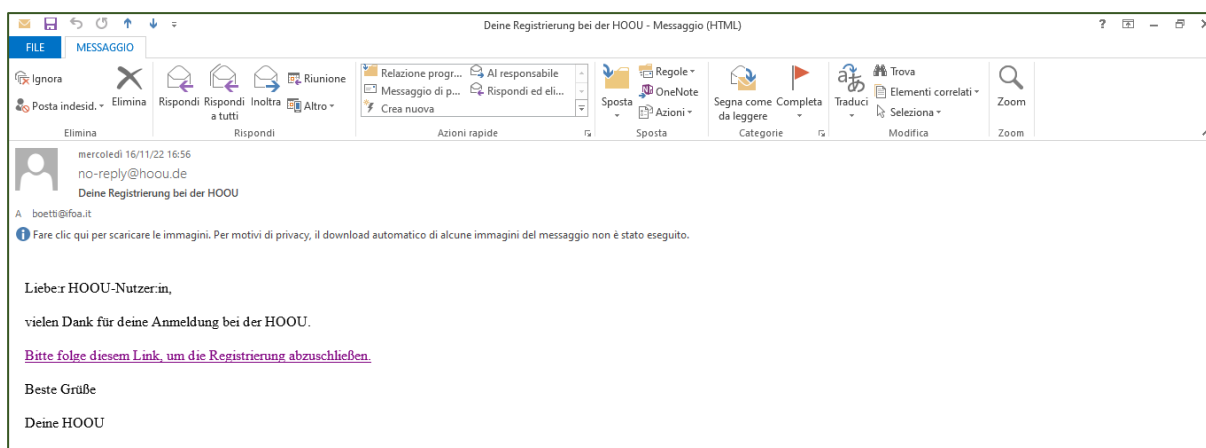 Deine Registrierung bei der HOOU - Messaggio (HTML)
FILE MESSAGGIO
Ignora
Posta indesid.
Elimina
Rispondi
Rispondi a tutti
Inoltra
Riunione
Altro
Relazione progr...
Messaggio di p...
Crea nuova
Al responsabile
Rispondi ed eli...
Sposta
Regole
OneNote
Azioni
Segna come da leggere
Completa
Traduci
Trova
Elementi correlati
Seleziona
Zoom
Elimina Rispondi Azioni rapide Sposta Categorie Modifica Zoom
mercoledì 16/11/22 16:56
no-reply@hoou.de
Deine Registrierung bei der HOOU
A boetti@ifoa.it
Fare clic qui per scaricare le immagini. Per motivi di privacy, il download automatico di alcune immagini del messaggio non è stato eseguito.
Liebe:r HOOU-Nutzer:in,
vielen Dank für deine Anmeldung bei der HOOU.
Bitte folge diesem Link, um die Registrierung abzuschließen.
Beste Grüße
Deine HOOU